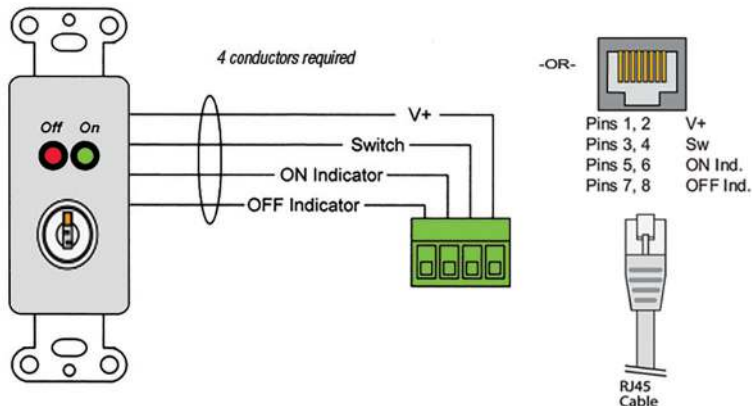 4 conductors required
Off On
V+
Switch
ON Indicator
OFF Indicator
-OR-
Pins 1, 2 V+
Pins 3, 4 Sw
Pins 5, 6 ON Ind.
Pins 7, 8 OFF Ind.
RJ45
Cable